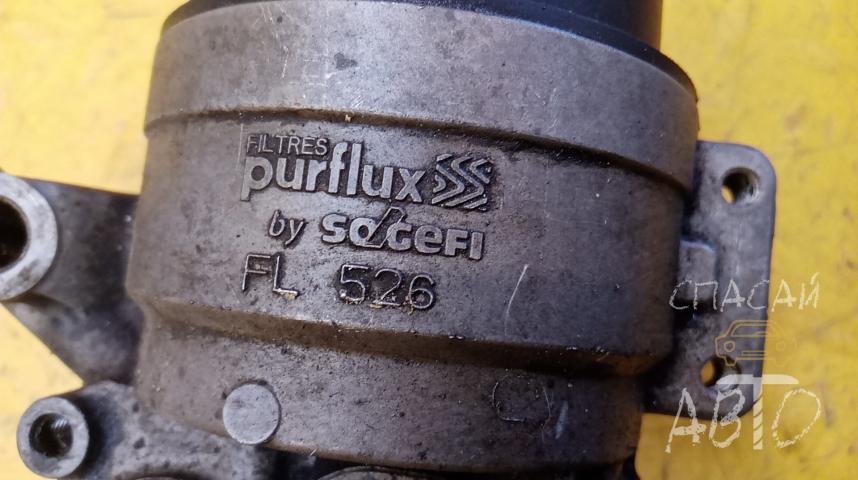 FILTRES
purflux
by SOGEFI
FL 526
СПАСАЙ
АВТО